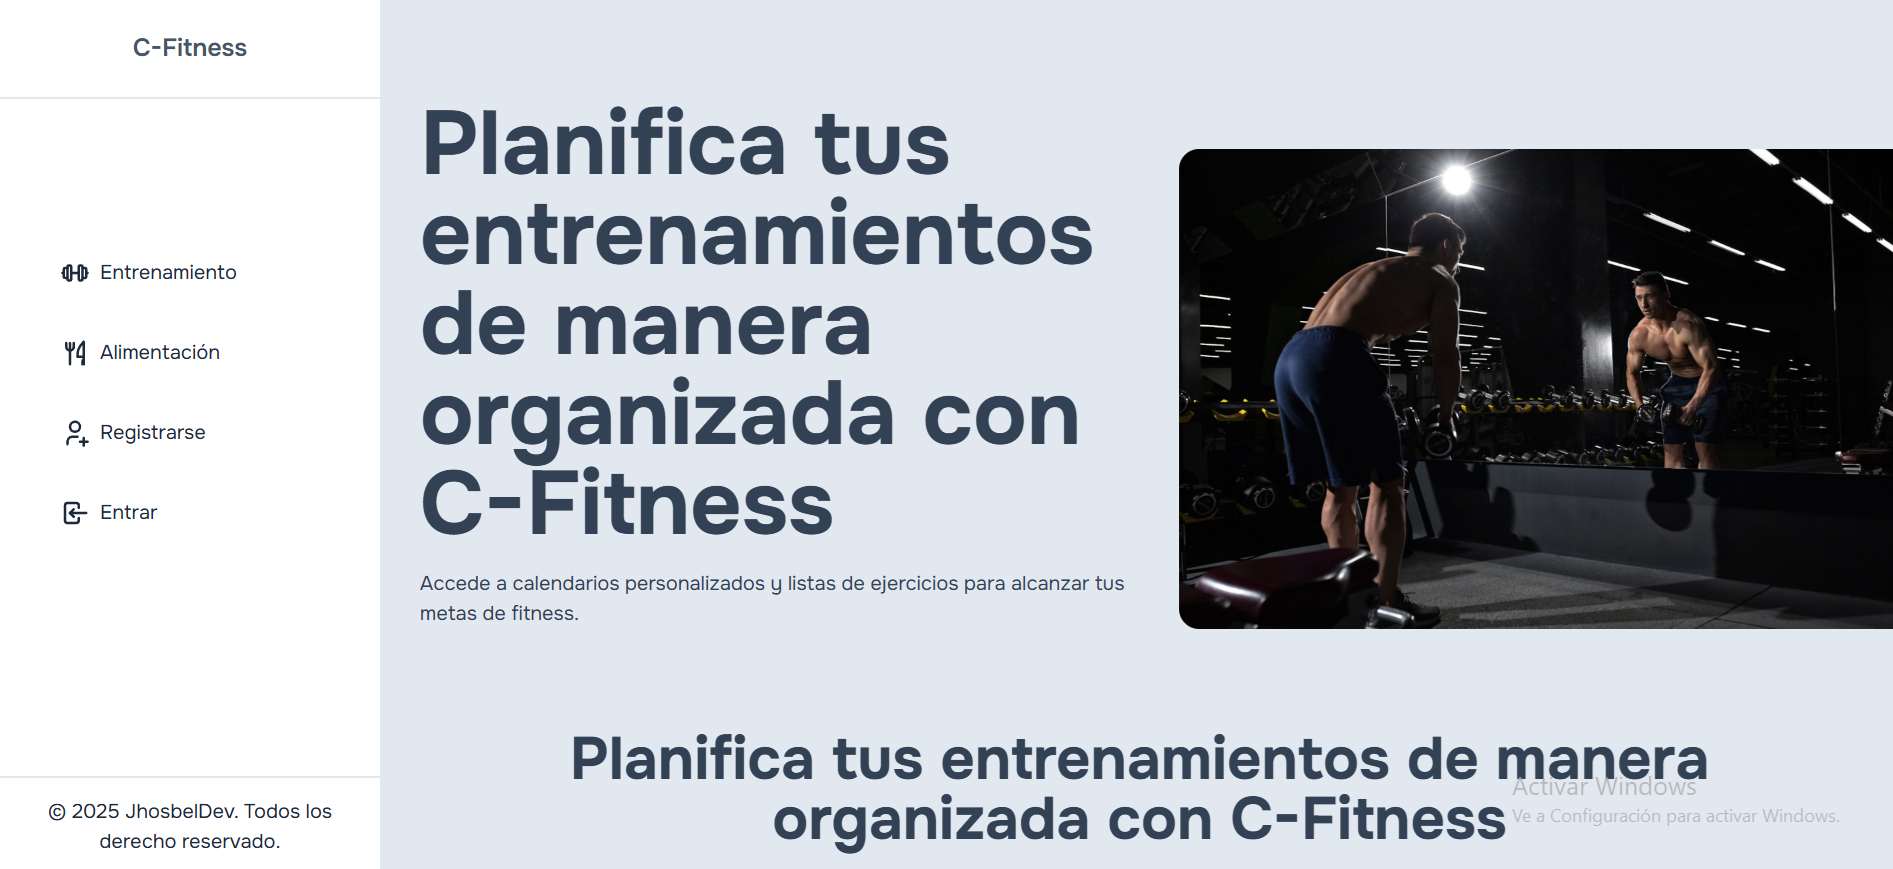 C-Fitness
Entrenamiento
Alimentación
Registrarse
Entrar
© 2025 JhosbelDev. Todos los
derecho reservado.
Planifica tus
entrenamientos
de manera
organizada con
C-Fitness
Accede a calendarios personalizados y listas de ejercicios para alcanzar tus
metas de fitness.
Planifica tus entrenamientos de manera
organizada con C-Fitness
Activar Windows
Ve a Configuración para activar Windows.